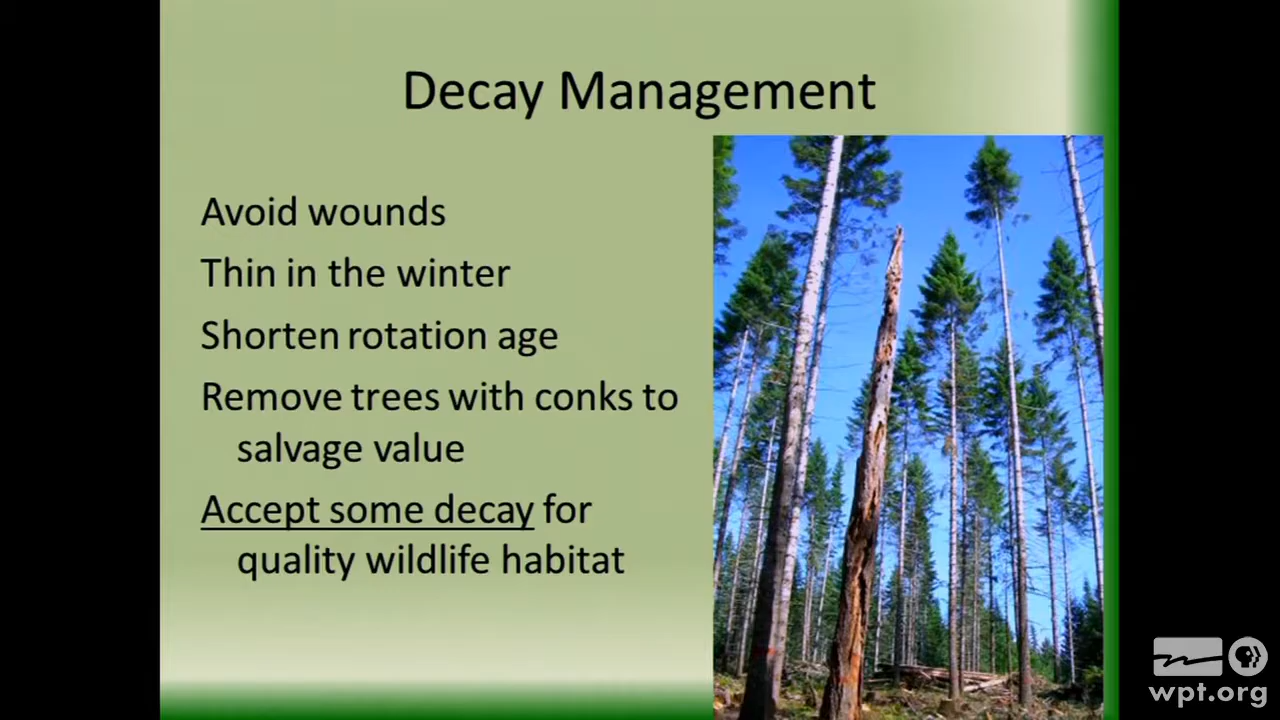 Decay Management
Avoid wounds
Thin in the winter
Shorten rotation age
Remove trees with conks to
salvage value
Accept some decay for
quality wildlife habitat
wpt.org